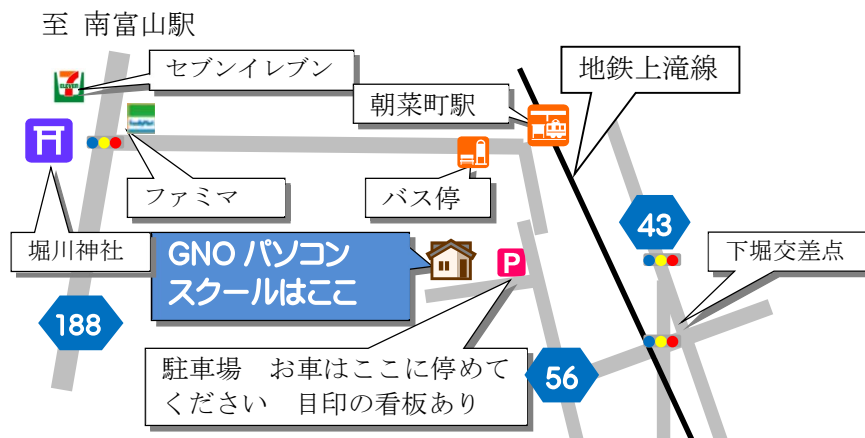 至 南富山駅
セブンイレブン
地鉄上滝線
朝菜町駅
7
ELEVEN
FamilyMart
ファミマ
バス停
堀川神社
GNO パソコン
スクールはここ
P
43
下堀交差点
188
駐車場　お車はここに停めて
ください　目印の看板あり
56